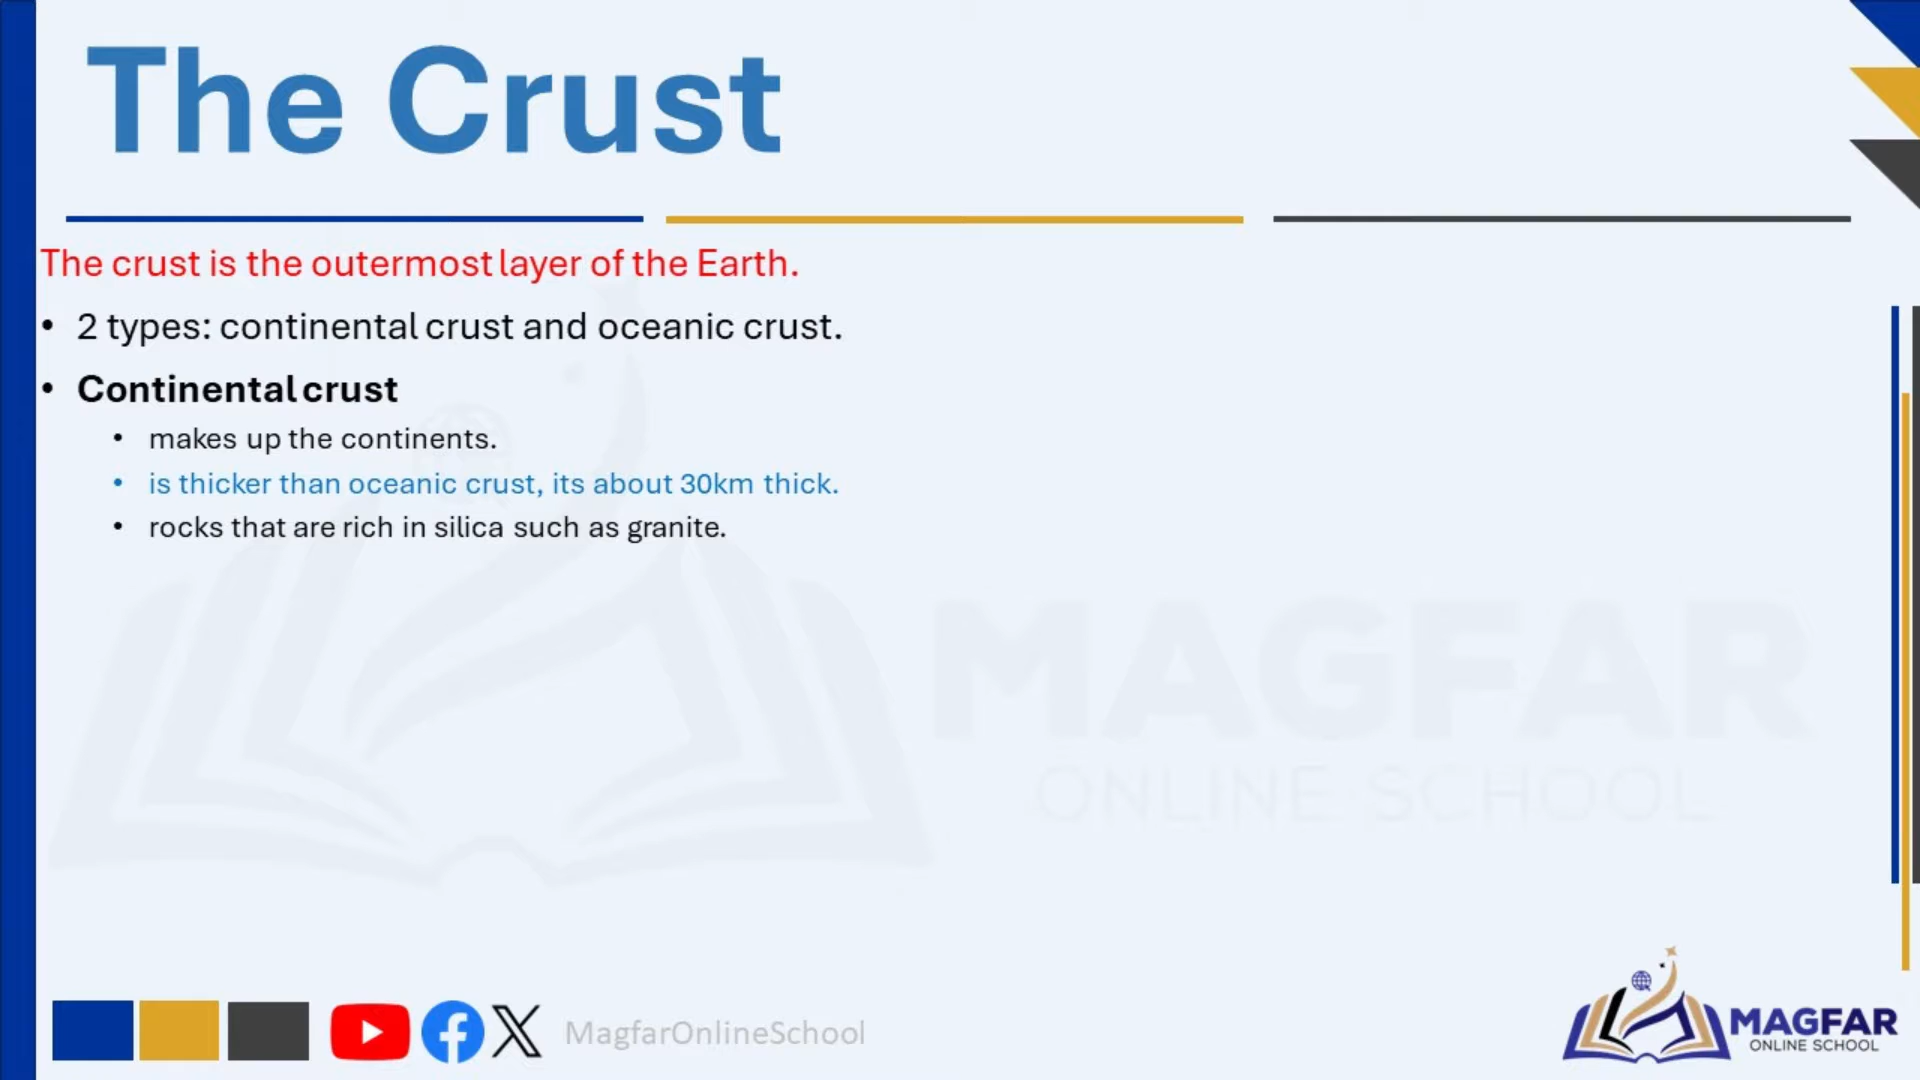 The Crust
The crust is the outermost layer of the Earth.
• 2 types: continental crust and oceanic crust.
• Continental crust
• makes up the continents.
• is thicker than oceanic crust, its about 30km thick.
• rocks that are rich in silica such as granite.
MAGFAR
ONLINE SCHOOL
MagfarOnlineSchool
MAGFAR
ONLINE SCHOOL